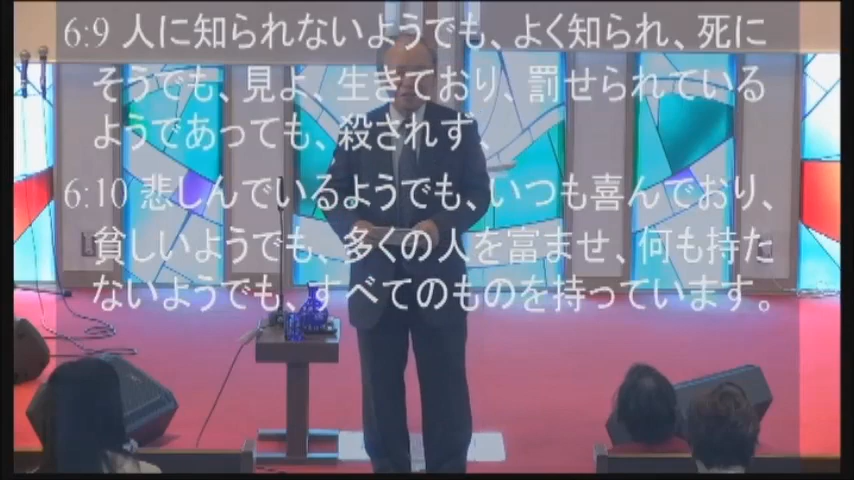 6:9 人に知られないようでも、よく知られ、死に
そうでも、見よ、生きており、罰せられている
ようであっても、殺されず、
6:10 悲しんでいるようでも、いつも喜んでおり、
貧しいようでも、多くの人を富ませ、何も持た
ないようでも、すべてのものを持っています。